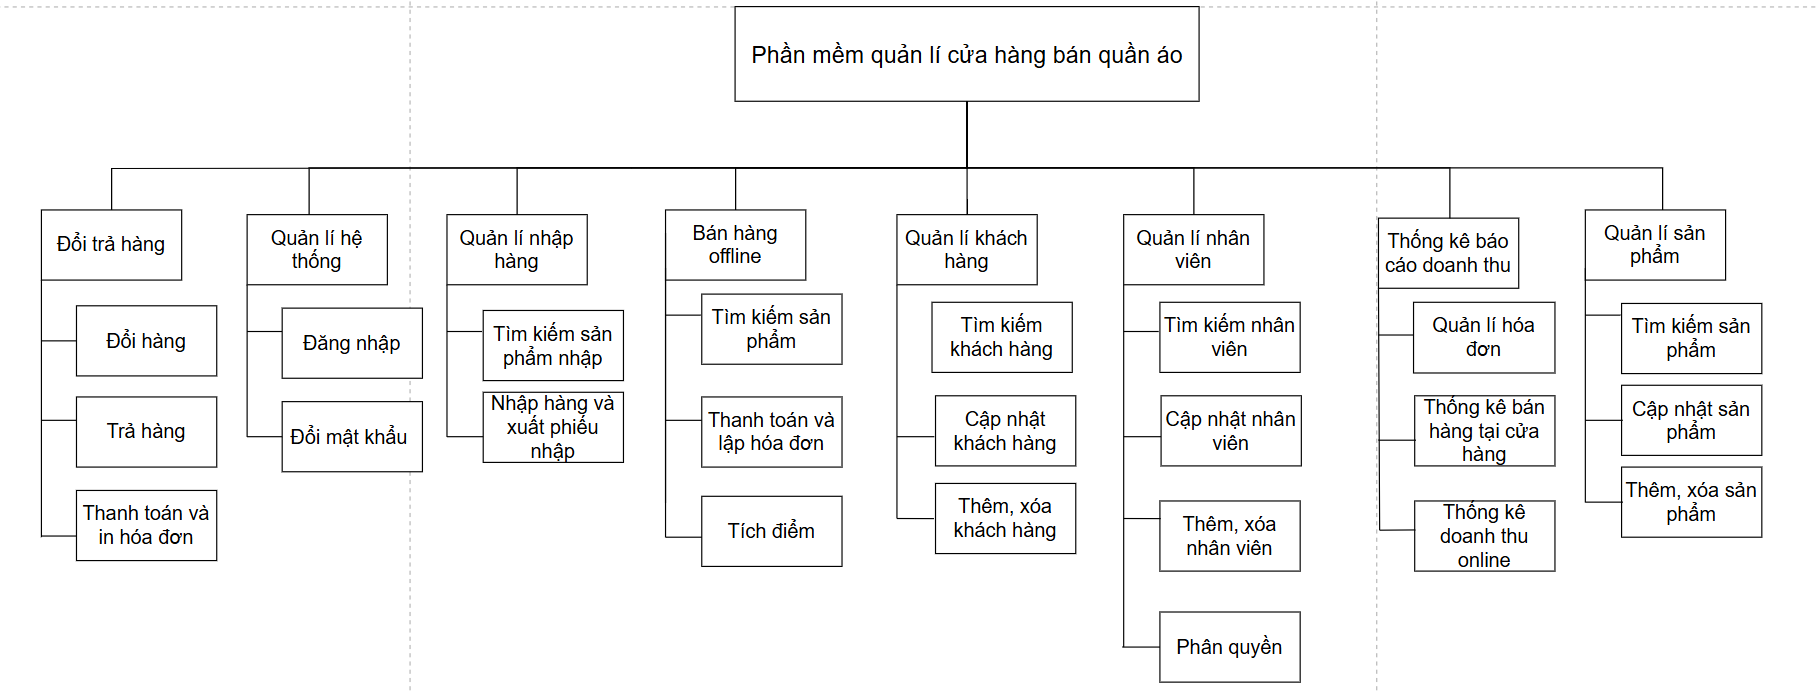 Phần mềm quản lí cửa hàng bán quần áo
Đổi trả hàng
Đổi hàng
Trả hàng
Thanh toán và
in hóa đơn
Quản lí hệ
thống
Đăng nhập
Đổi mật khẩu
Quản lí nhập
hàng
Tìm kiếm sản
phẩm nhập
Nhập hàng và
xuất phiếu
nhập
Bán hàng
offline
Tìm kiếm sản
phẩm
Thanh toán và
lập hóa đơn
Tích điểm
Quản lí khách
hàng
Tìm kiếm
khách hàng
Cập nhật
khách hàng
Thêm, xóa
khách hàng
Quản lí nhân
viên
Tìm kiếm nhân
viên
Cập nhật nhân
viên
Thêm, xóa
nhân viên
Phân quyền
Thống kê báo
cáo doanh thu
Quản lí hóa
đơn
Thống kê bán
hàng tại cửa
hàng
Thống kê
doanh thu
online
Quản lí sản
phẩm
Tìm kiếm sản
phẩm
Cập nhật sản
phẩm
Thêm, xóa sản
phẩm